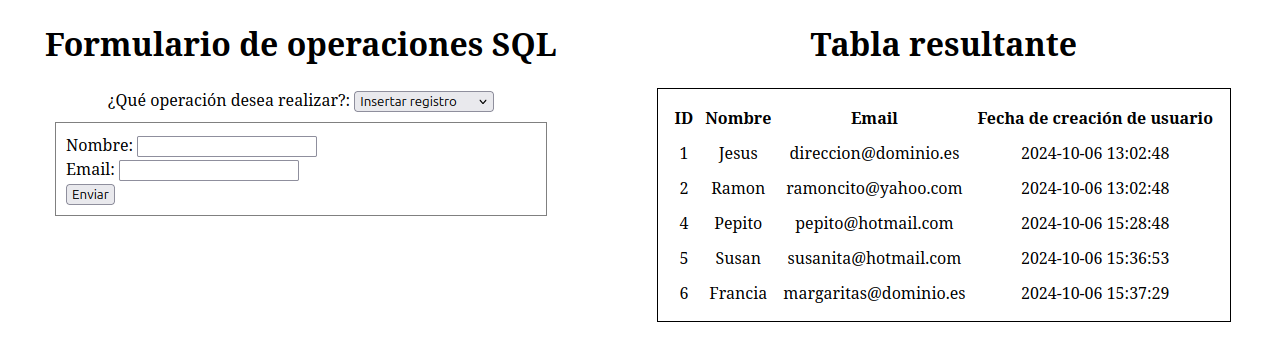 Formulario de operaciones SQL
¿Qué operación desea realizar?: Insertar registro
Nombre:
Email:
Enviar
Tabla resultante
ID Nombre Email Fecha de creación de usuario
1 Jesus direccion@dominio.es 2024-10-06 13:02:48
2 Ramon ramoncito@yahoo.com 2024-10-06 13:02:48
4 Pepito pepito@hotmail.com 2024-10-06 15:28:48
5 Susan susanita@hotmail.com 2024-10-06 15:36:53
6 Francia margaritas@dominio.es 2024-10-06 15:37:29